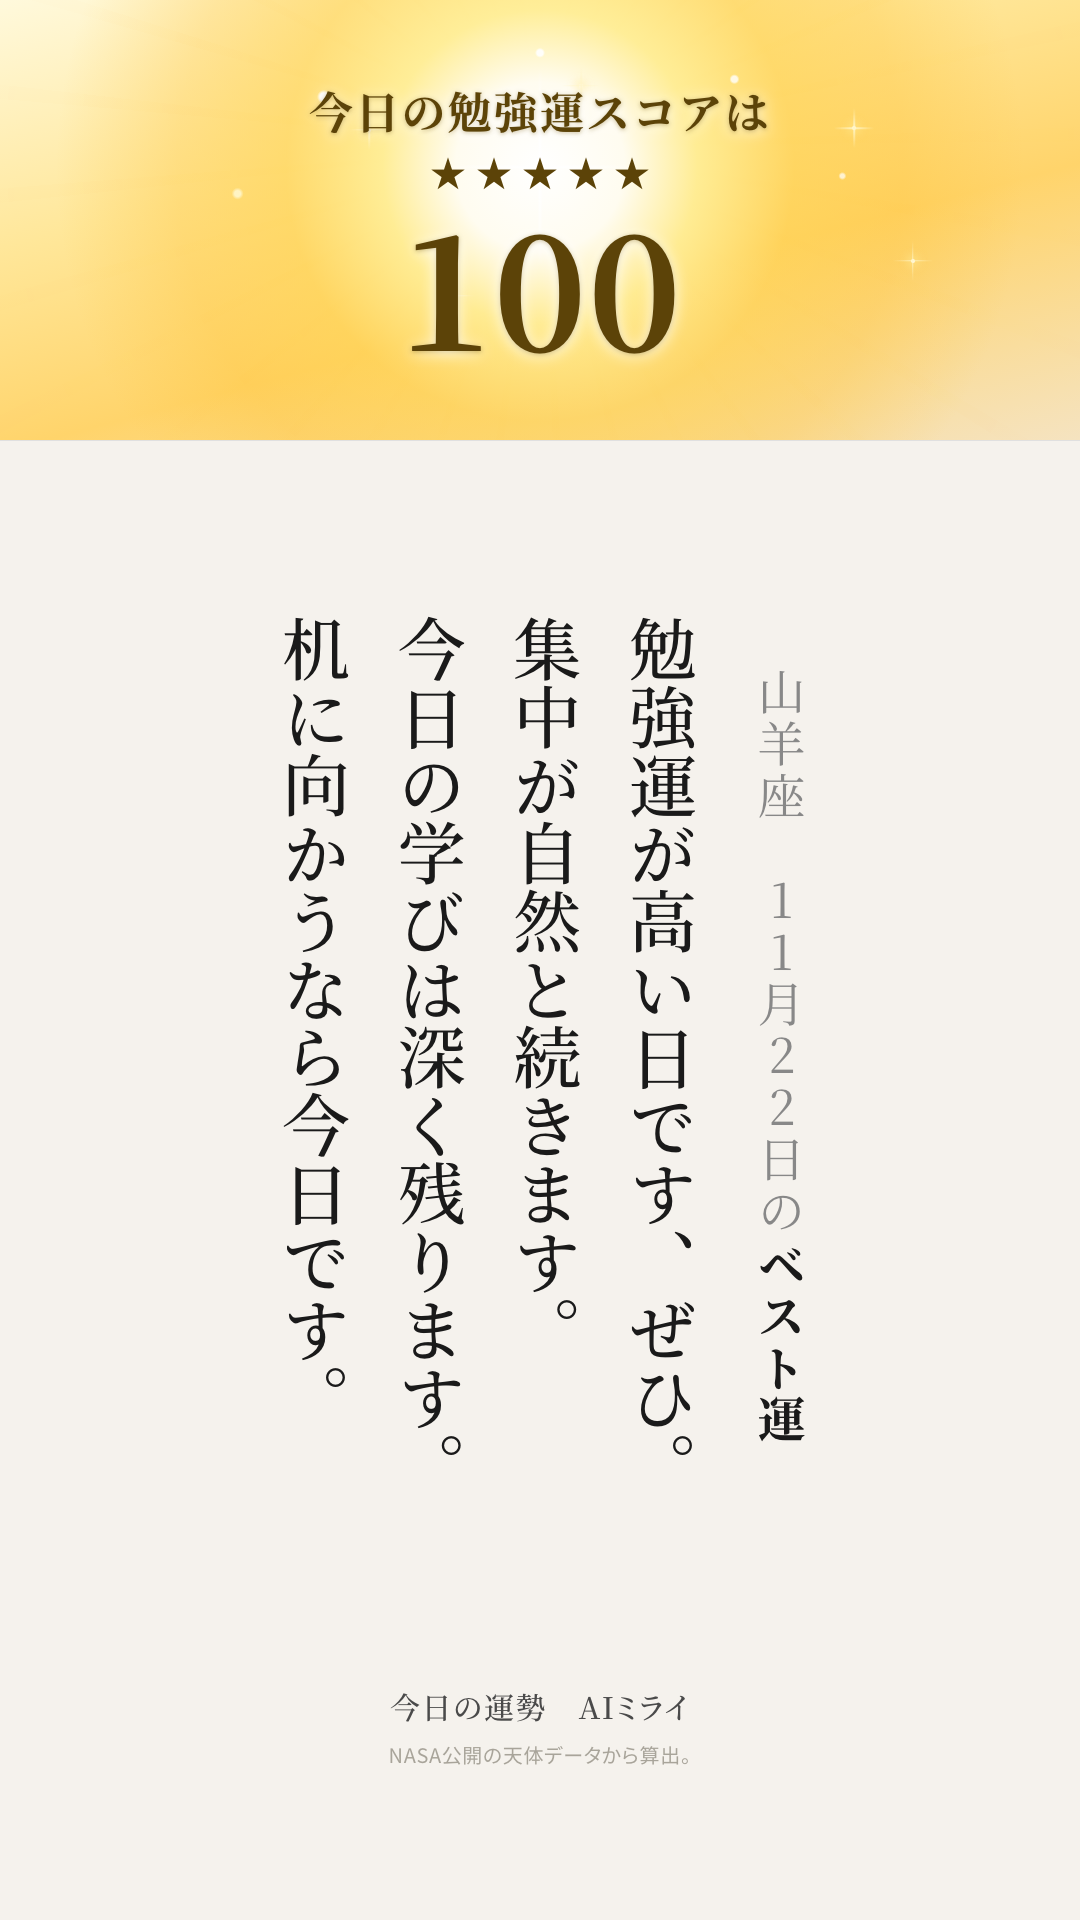 今日の勉強運スコアは
★★★★★
100
山羊座　11月22日のベスト運
勉強運が高い日です、ぜひ。
集中が自然と続きます。
今日の学びは深く残ります。
机に向かうなら今日です。
今日の運勢　AIミライ
NASA公開の天体データから算出。